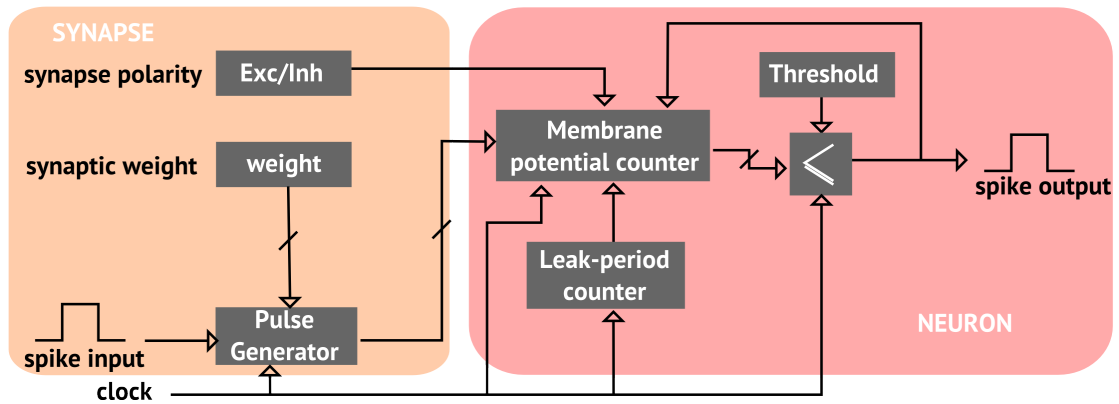 SYNAPSE
synapse polarity
Exc/Inh
Threshold
Membrane
potential counter
synaptic weight
weight
spike output
Leak-period
counter
NEURON
Pulse
Generator
spike input
clock